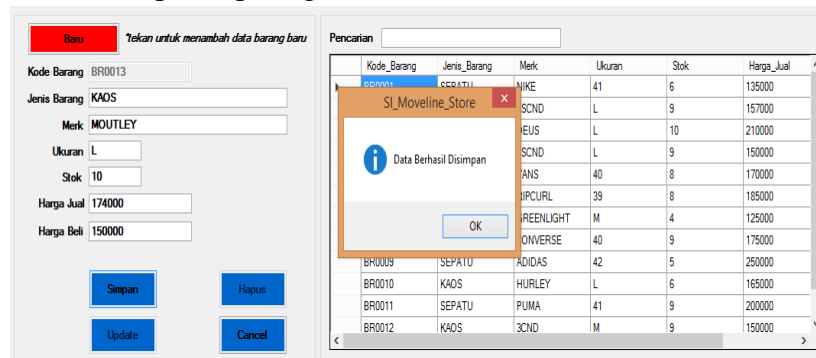 Baru *tekan untuk menambah data barang baru
Kode Barang BR0013
Jenis Barang KAOS
Merk MOUTLEY
Ukuran L
Stok 10
Harga Jual 174000
Harga Beli 150000
Simpan Hapus
Update Cancel
Pencarian
Kode_Barang Jenis_Barang Merk Ukuran Stok Harga_Jual
BR0001 SEPATU NIKE 41 6 135000
L 9 157000
L 10 210000
L 9 150000
40 8 170000
39 8 185000
M 4 125000
40 9 175000
BR0009 SEPATU ADIDAS 42 5 250000
BR0010 KAOS HURLEY L 6 165000
BR0011 SEPATU PUMA 41 9 200000
BR0012 KAOS 3CND M 9 150000
SI_Moveline_Store
Data Berhasil Disimpan
OK